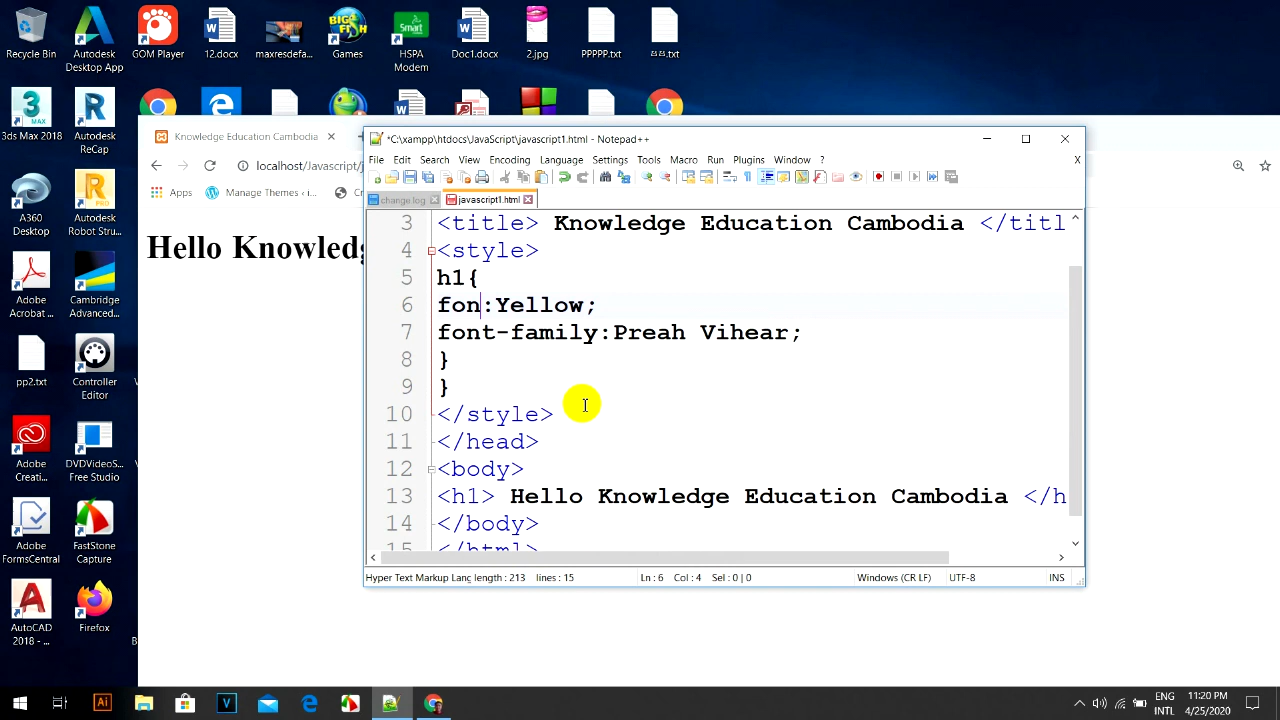 Recycle Bin
Autodesk Desktop App
GOM Player
12.docx
maxresdefa...
BIG FISH
Games
Smart
HSPA Modem
Doc1.docx
2.jpg
PPPPP.txt
3ds Max 2018
Autodesk ReCap
A360 Desktop
Autodesk Robot Stru...
Adobe Acrobat ...
Cambridge Advanced...
pp2.txt
Controller Editor
Adobe Creati...
DVDVideoS... Free Studio
Adobe FormsCentral
FastStone Capture
AutoCAD 2018 - ...
Firefox
Knowledge Education Cambodia
localhost/Javascript/j
Apps
Manage Themes ‹ i...
Hello Knowledg
*C:\xampp\htdocs\JavaScript\javascript1.html - Notepad++
File Edit Search View Encoding Language Settings Tools Macro Run Plugins Window ? X
change log
javascript1.html
3 <title> Knowledge Education Cambodia </titl
4 <style>
5 h1{
6 fon:Yellow;
7 font-family:Preah Vihear;
8 }
9 }
10 </style>
11 </head>
12 <body>
13 <h1> Hello Knowledge Education Cambodia </h
14 </body>
15 </html>
Hyper Text Markup Lang length : 213 lines : 15 Ln : 6 Col : 4 Sel : 0 | 0 Windows (CR LF) UTF-8 INS
Ai
V
ENG
INTL
11:20 PM
4/25/2020